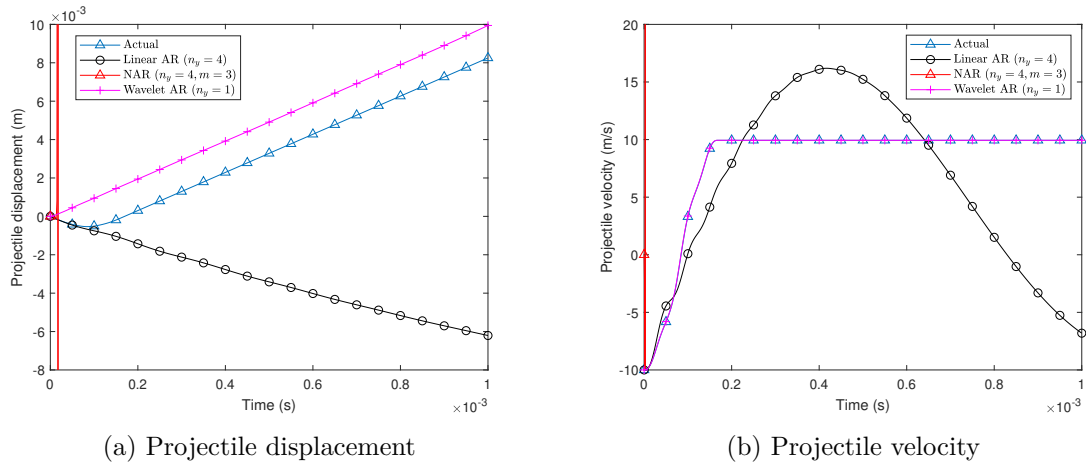 ×10⁻³
10
8
6
4
2
0
-2
-4
-6
-8
Projectile displacement (m)
Actual
Linear AR (n_y = 4)
NAR (n_y = 4, m = 3)
Wavelet AR (n_y = 1)
0 0.2 0.4 0.6 0.8 1
Time (s)
×10⁻³
(a) Projectile displacement
20
15
10
5
0
-5
-10
Projectile velocity (m/s)
Actual
Linear AR (n_y = 4)
NAR (n_y = 4, m = 3)
Wavelet AR (n_y = 1)
0 0.2 0.4 0.6 0.8 1
Time (s)
×10⁻³
(b) Projectile velocity